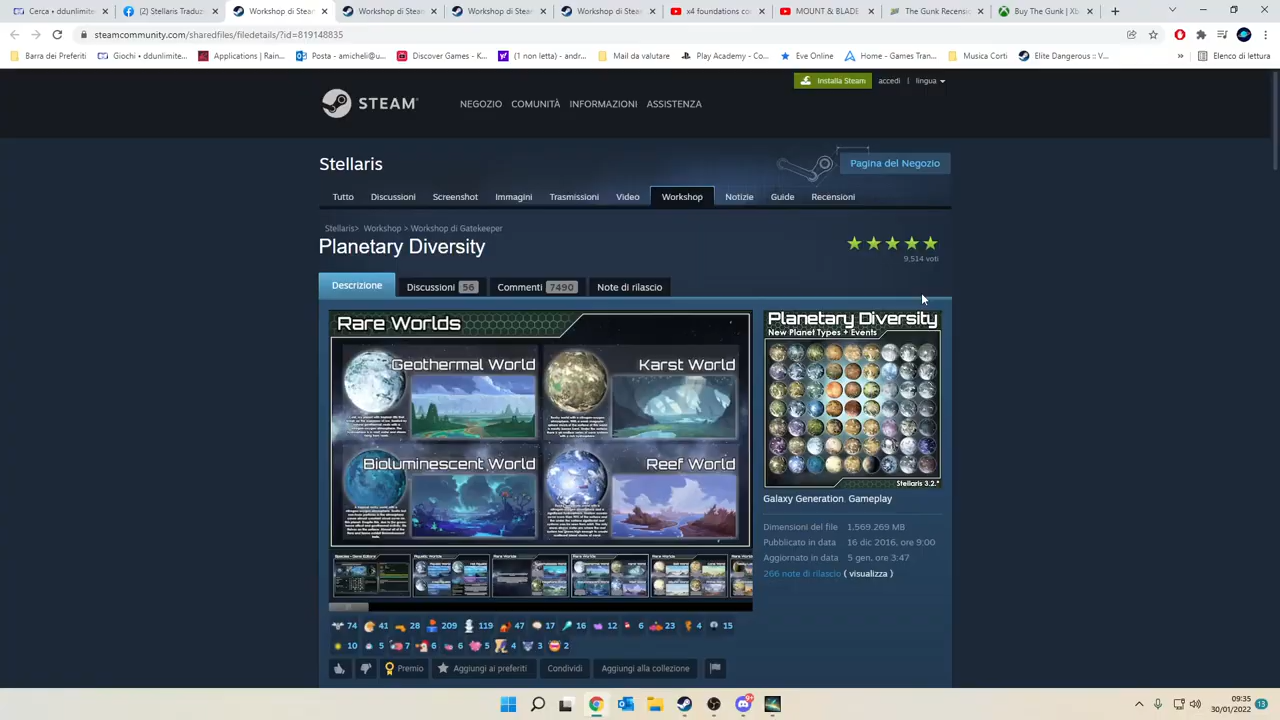 Cerca • ddunlimite
Stellaris Traduz
Workshop di Stea
Workshop di Stea
Workshop di Stea
Workshop di Stea
x4 foundations co
MOUNT & BLADE
The Gunk Recensi
Buy The Gunk | Xb
steamcommunity.com/sharedfiles/filedetails/?id=819148835
Barra dei Preferiti
Giochi • ddunlimite...
Applications | Rain...
Discover Games - K...
(1 non letta) - andr...
Mail da valutare
Play Academy - Co...
Eve Online
Home - Games Tran...
Musica Corti
Elite Dangerous :: V...
»
Elenco di lettura
Installa Steam
accedi | lingua
STEAM
NEGOZIO COMUNITÀ INFORMAZIONI ASSISTENZA
Stellaris
Pagina del Negozio
Tutto Discussioni Screenshot Immagini Trasmissioni Video Workshop Notizie Guide Recensioni
Stellaris> Workshop > Workshop di Gatekeeper
Planetary Diversity
9,514 voti
Descrizione Discussioni 56 Commenti 7490 Note di rilascio
Rare Worlds
Geothermal World
Karst World
Bioluminescent World
Reef World
Planetary Diversity
New Planet Types + Events
Stellaris 3.2.*
Galaxy Generation, Gameplay
Dimensioni del file 1,569.269 MB
Pubblicato in data 16 dic 2016, ore 9:00
Aggiornato in data 5 gen, ore 3:47
266 note di rilascio ( visualizza )
74 41 28 209 119 47 17 16 12 6 23 4 15
10 5 7 6 6 5 4 3 2
Premio Aggiungi ai preferiti Condividi Aggiungi alla collezione
09:35
30/01/2022
13